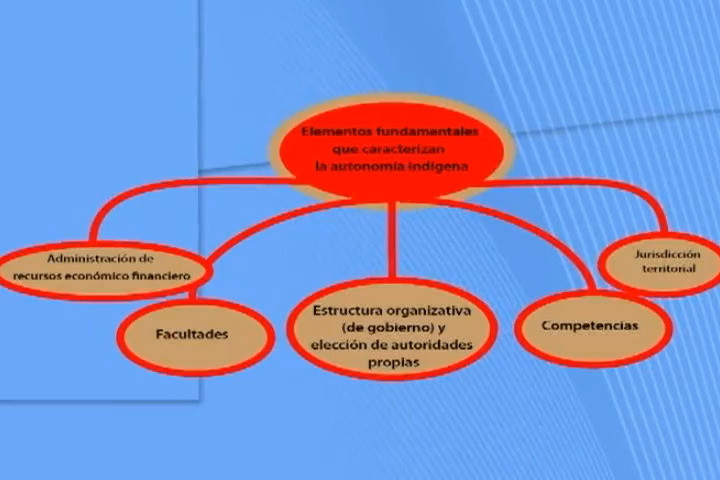 Elementos fundamentales
que caracterizan
la autonomía indígena
Administración de
recursos económico financiero
Facultades
Estructura organizativa
(de gobierno) y
elección de autoridades
propias
Competencias
Jurisdicción
territorial